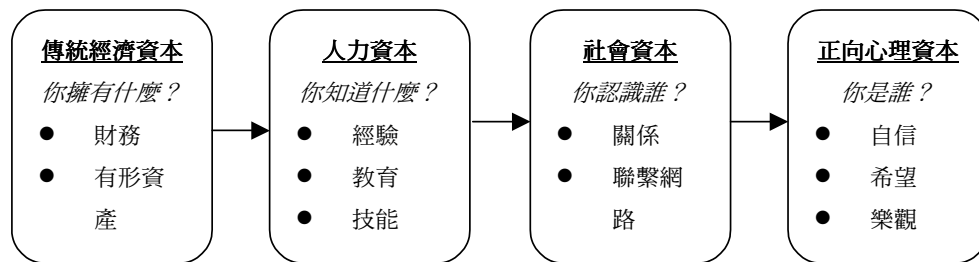 傳統經濟資本
你擁有什麼？
● 財務
● 有形資
產
人力資本
你知道什麼？
● 經驗
● 教育
● 技能
社會資本
你認識誰？
● 關係
● 聯繫網
路
正向心理資本
你是誰？
● 自信
● 希望
● 樂觀